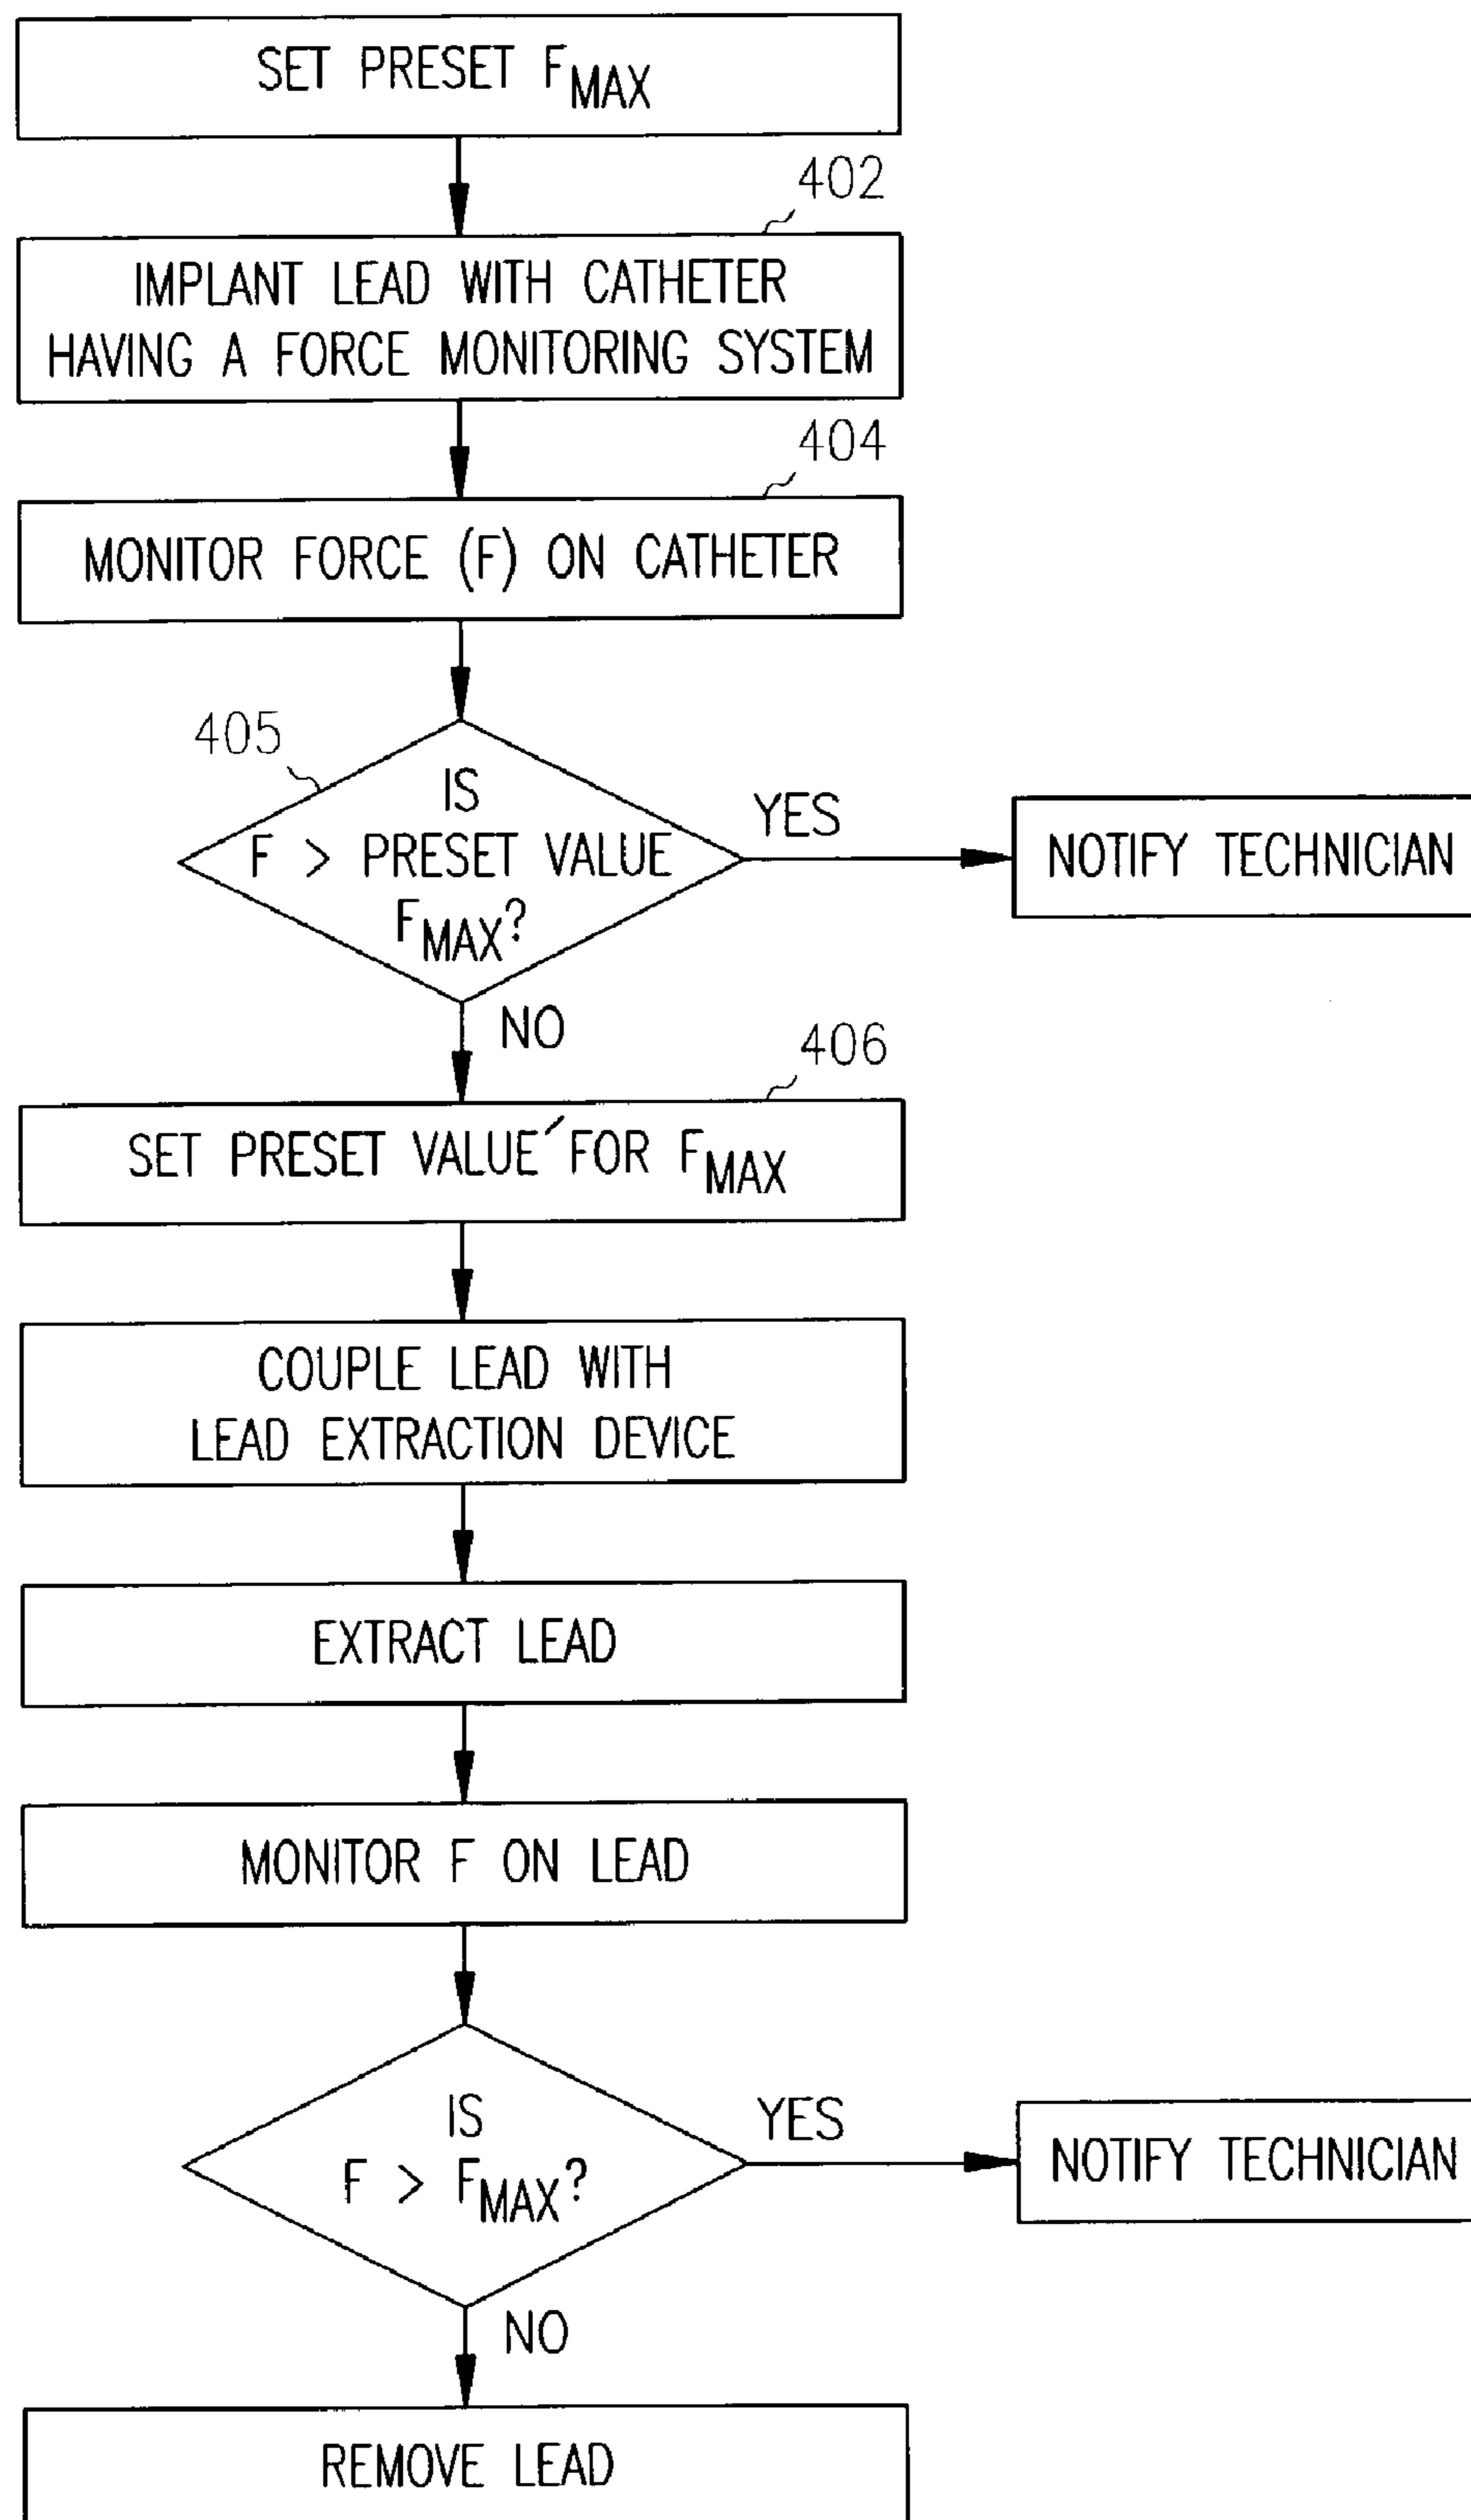 SET PRESET FMAX
402
IMPLANT LEAD WITH CATHETER
HAVING A FORCE MONITORING SYSTEM
404
MONITOR FORCE (F) ON CATHETER
405
IS
F > PRESET VALUE
FMAX?
YES
NOTIFY TECHNICIAN
NO
406
SET PRESET VALUE′ FOR FMAX
COUPLE LEAD WITH
LEAD EXTRACTION DEVICE
EXTRACT LEAD
MONITOR F ON LEAD
IS
F > FMAX?
YES
NOTIFY TECHNICIAN
NO
REMOVE LEAD